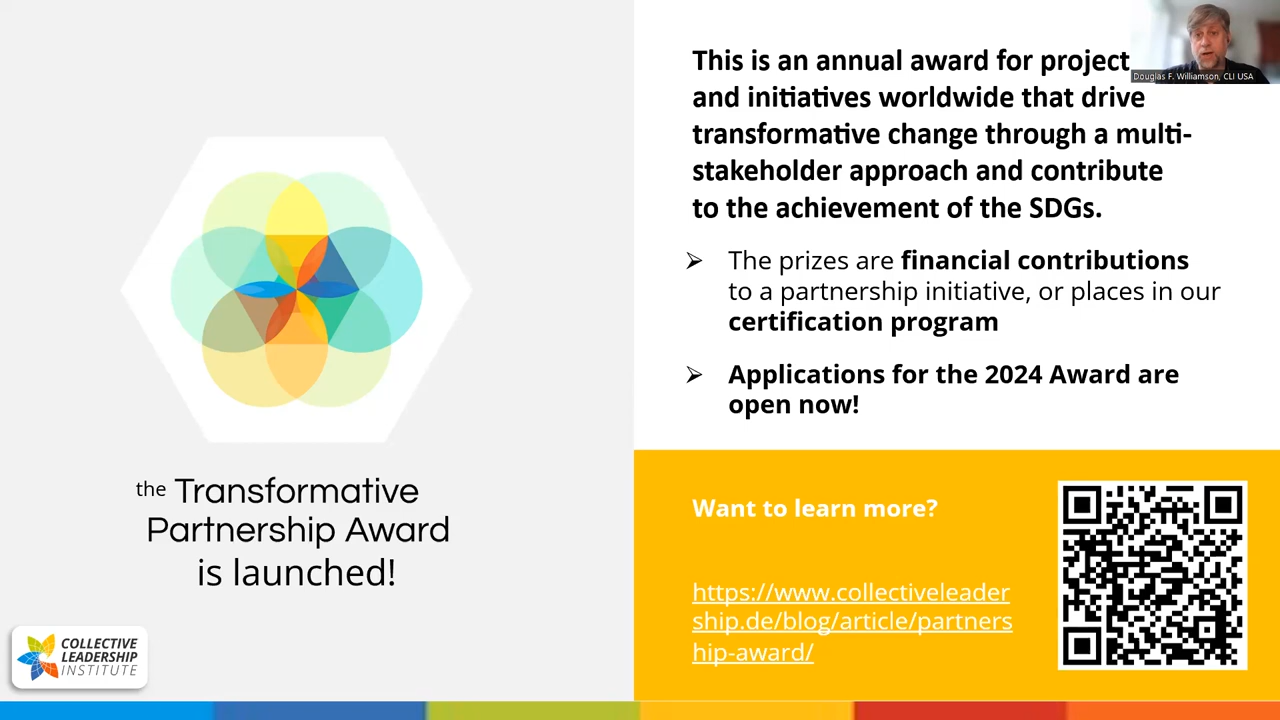 This is an annual award for project
and initiatives worldwide that drive
transformative change through a multi-
stakeholder approach and contribute
to the achievement of the SDGs.
Douglas F. Williamson, CLI USA
➢ The prizes are financial contributions
to a partnership initiative, or places in our
certification program
➢ Applications for the 2024 Award are
open now!
the Transformative
Partnership Award
is launched!
COLLECTIVE
LEADERSHIP
INSTITUTE
Want to learn more?
https://www.collectiveleader
ship.de/blog/article/partners
hip-award/